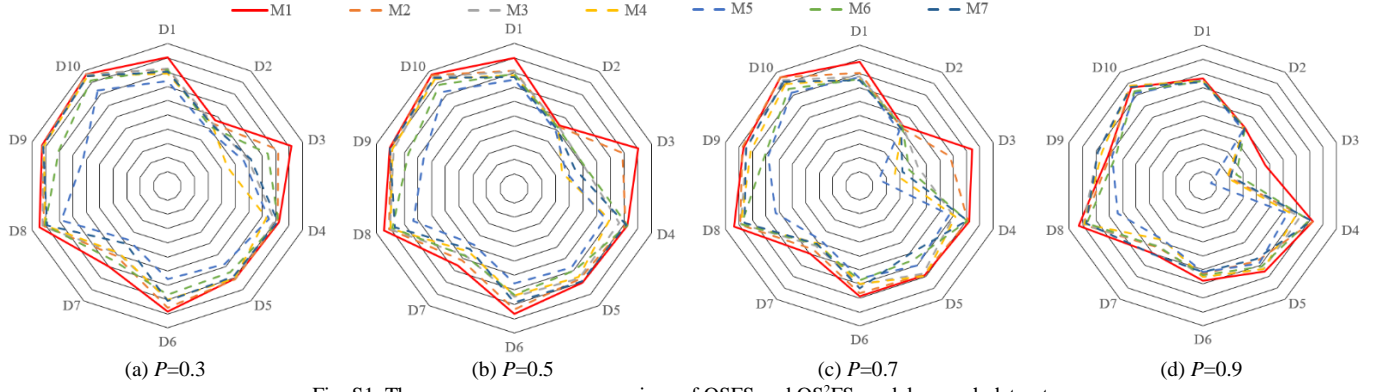 M1 M2 M3 M4 M5 M6 M7
D1 D1 D1 D1
D10 D2 D10 D2 D10 D2 D10 D2
D9 D3 D9 D3 D9 D3 D9 D3
D8 D4 D8 D4 D8 D4 D8 D4
D7 D5 D7 D5 D7 D5 D7 D5
D6 D6 D6 D6
(a) P=0.3 (b) P=0.5 (c) P=0.7 (d) P=0.9